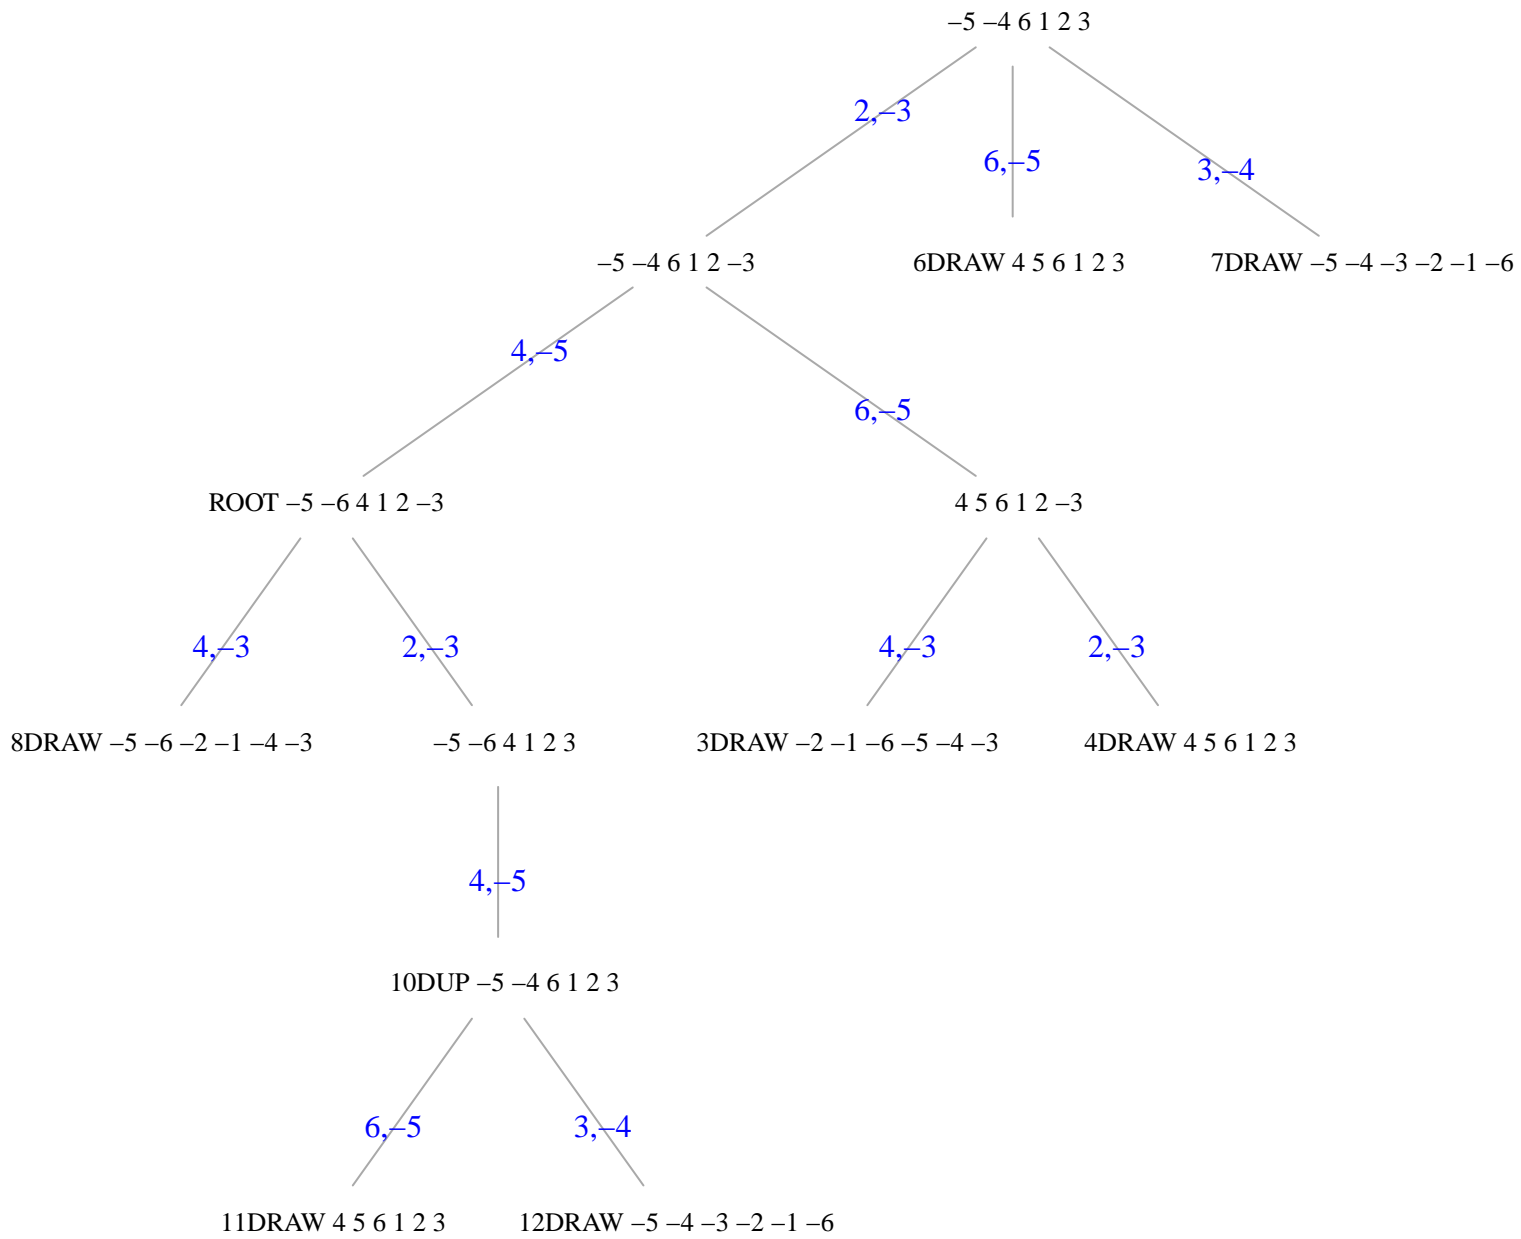 –5 –4 6 1 2 3
2,–3
6,–5
3,–4
–5 –4 6 1 2 –3
6DRAW 4 5 6 1 2 3
7DRAW –5 –4 –3 –2 –1 –6
4,–5
6,–5
ROOT –5 –6 4 1 2 –3
4 5 6 1 2 –3
4,–3
2,–3
4,–3
2,–3
8DRAW –5 –6 –2 –1 –4 –3
–5 –6 4 1 2 3
3DRAW –2 –1 –6 –5 –4 –3
4DRAW 4 5 6 1 2 3
4,–5
10DUP –5 –4 6 1 2 3
6,–5
3,–4
11DRAW 4 5 6 1 2 3
12DRAW –5 –4 –3 –2 –1 –6